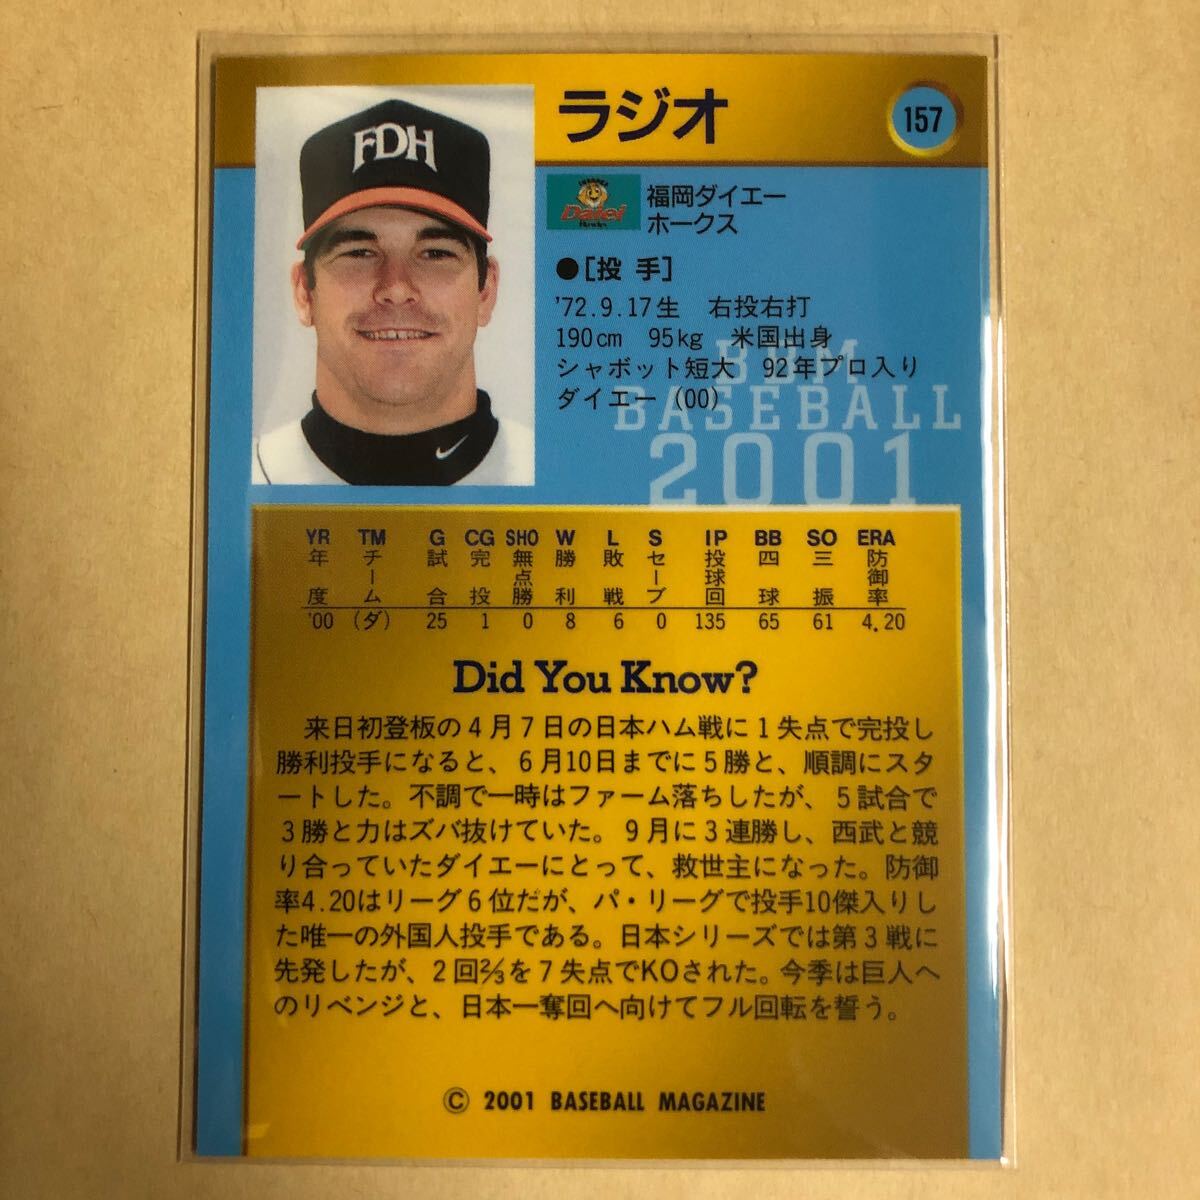 FDH
ラジオ
157
Daiei
Hawks
福岡ダイエー
ホークス
●[投 手]
'72.9.17生 右投右打
190cm 95kg 米国出身
シャボット短大 92年プロ入り
ダイエー (00)
BBM
BASEBALL
2001
YR TM G CG SHO W L S IP BB SO ERA
年度 チーム 試合 完投 無点勝 勝利 敗戦 セーブ 投球回 四球 三振 防御率
'00 (ダ) 25 1 0 8 6 0 135 65 61 4.20
Did You Know?
来日初登板の4月7日の日本ハム戦に1失点で完投し
勝利投手になると、6月10日までに5勝と、順調にスタ
ートした。不調で一時はファーム落ちしたが、5試合で
3勝と力はズバ抜けていた。9月に3連勝し、西武と競
り合っていたダイエーにとって、救世主になった。防御
率4.20はリーグ6位だが、パ・リーグで投手10傑入りし
た唯一の外国人投手である。日本シリーズでは第3戦に
先発したが、2回2/3を7失点でKOされた。今季は巨人へ
のリベンジと、日本一奪回へ向けてフル回転を誓う。
© 2001 BASEBALL MAGAZINE